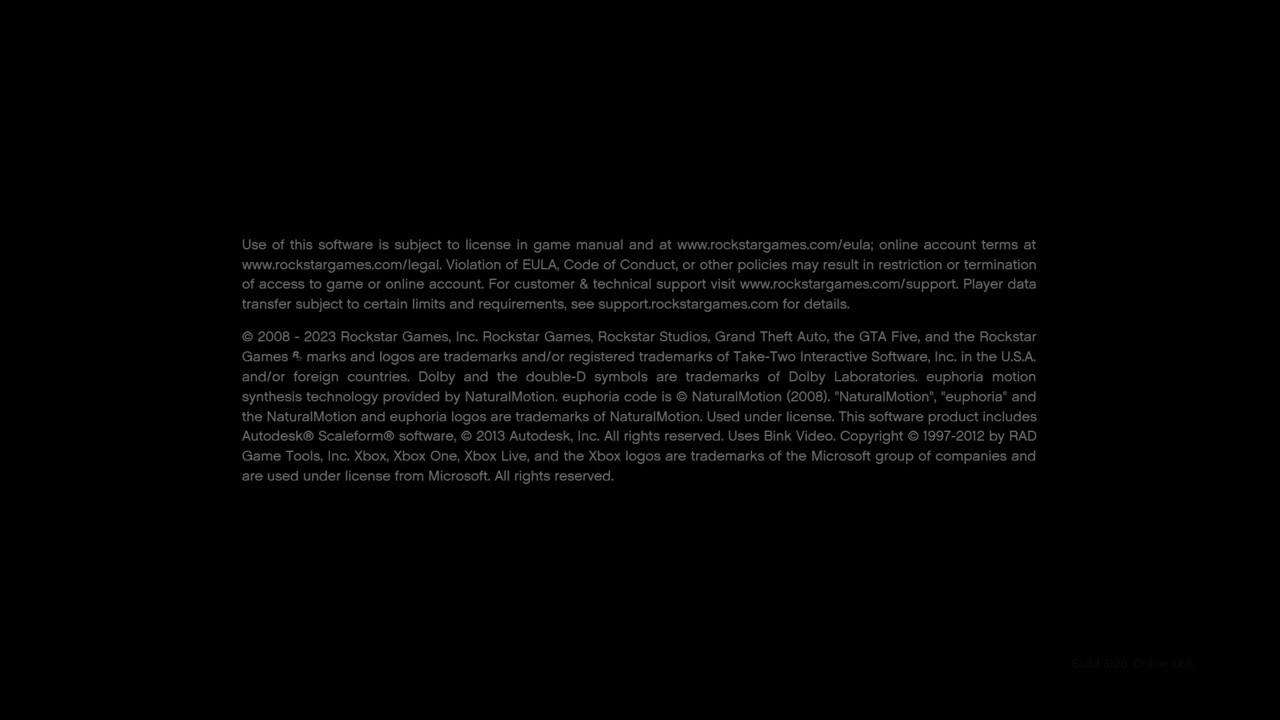 Use of this software is subject to license in game manual and at www.rockstargames.com/eula; online account terms at
www.rockstargames.com/legal. Violation of EULA, Code of Conduct, or other policies may result in restriction or termination
of access to game or online account. For customer & technical support visit www.rockstargames.com/support. Player data
transfer subject to certain limits and requirements, see support.rockstargames.com for details.
© 2008 - 2023 Rockstar Games, Inc. Rockstar Games, Rockstar Studios, Grand Theft Auto, the GTA Five, and the Rockstar
Games R* marks and logos are trademarks and/or registered trademarks of Take-Two Interactive Software, Inc. in the U.S.A.
and/or foreign countries. Dolby and the double-D symbols are trademarks of Dolby Laboratories. euphoria motion
synthesis technology provided by NaturalMotion. euphoria code is © NaturalMotion (2008). "NaturalMotion", "euphoria" and
the NaturalMotion and euphoria logos are trademarks of NaturalMotion. Used under license. This software product includes
Autodesk® Scaleform® software, © 2013 Autodesk, Inc. All rights reserved. Uses Bink Video. Copyright © 1997-2012 by RAD
Game Tools, Inc. Xbox, Xbox One, Xbox Live, and the Xbox logos are trademarks of the Microsoft group of companies and
are used under license from Microsoft. All rights reserved.
Build Online